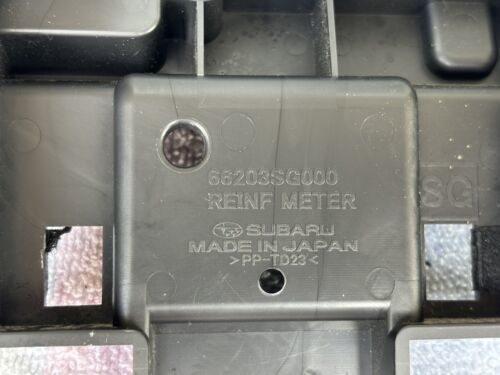 66203SG000
REINF METER
SUBARU
MADE IN JAPAN
>PP-TD23<
SG